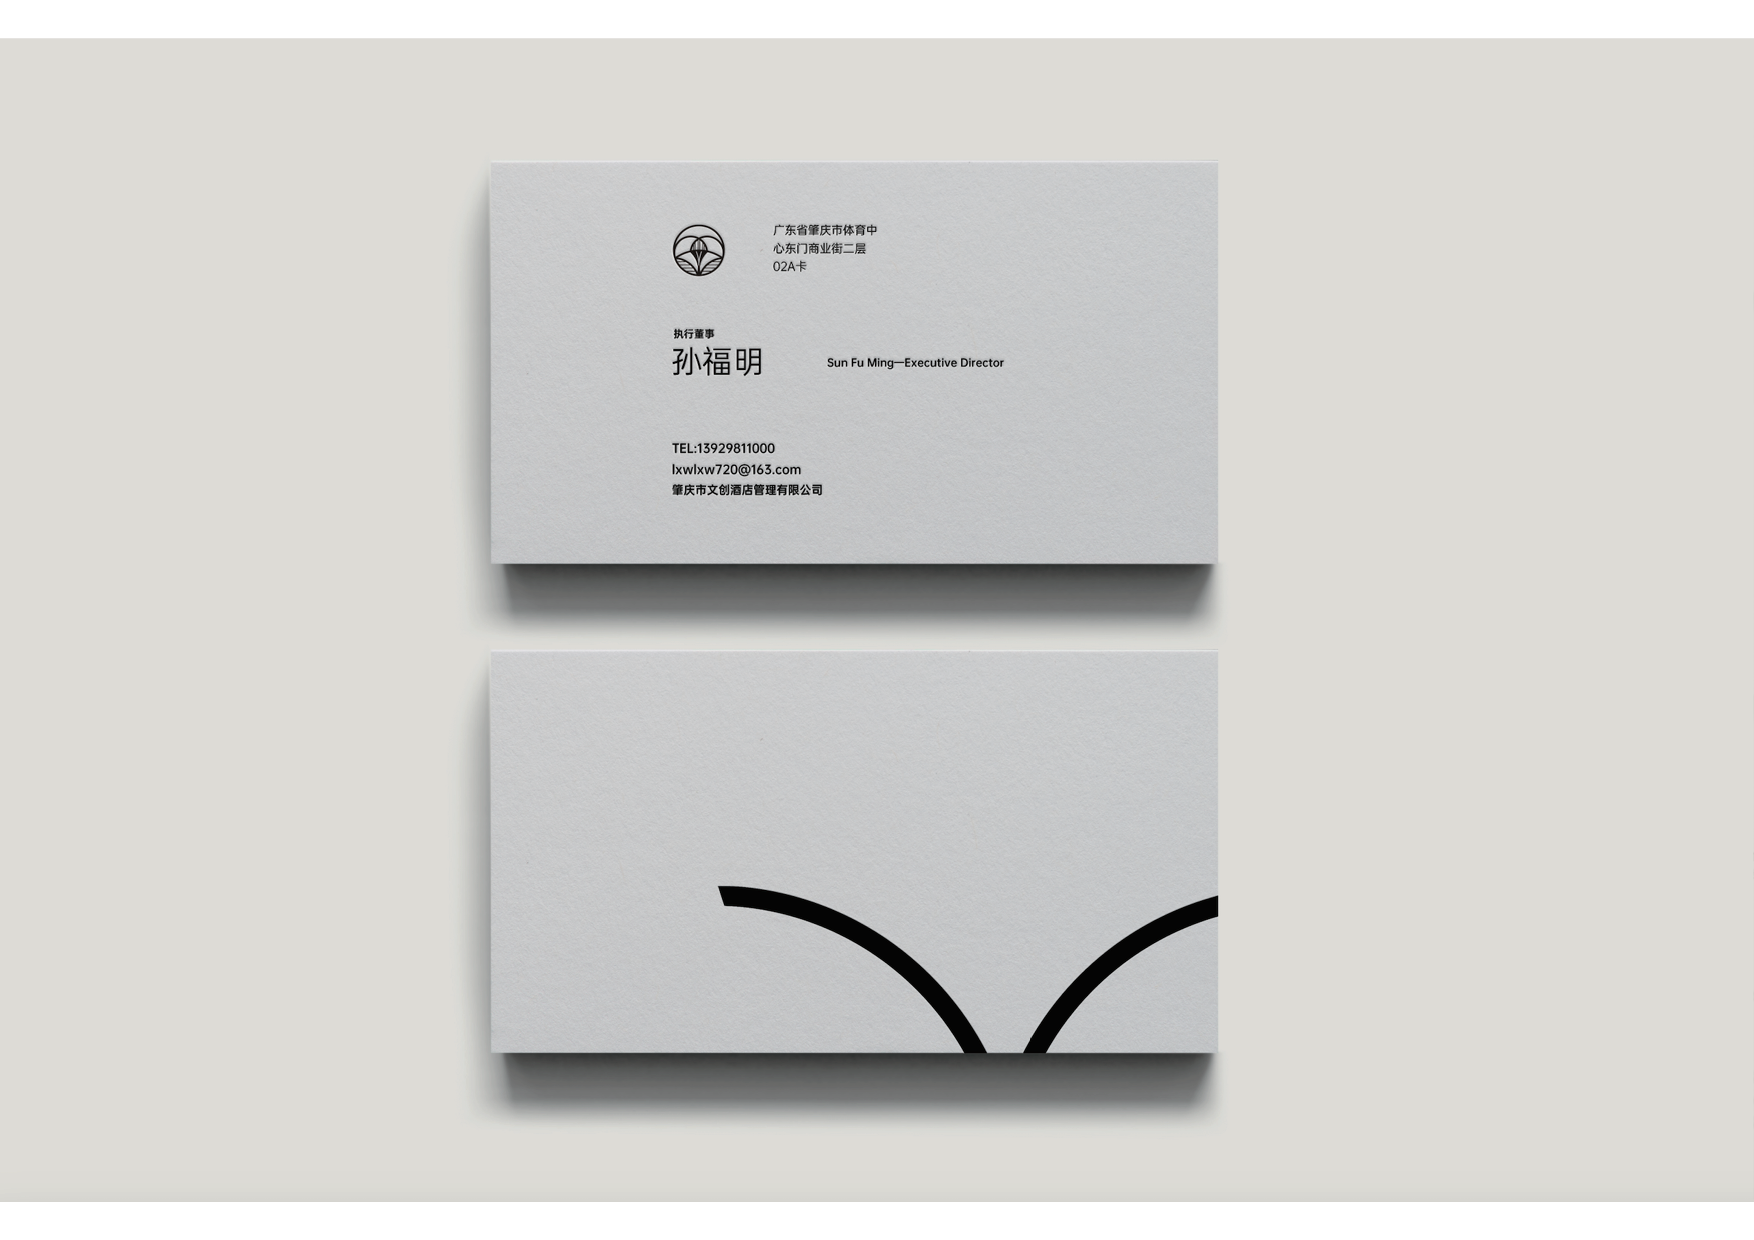 广东省肇庆市体育中
心东门商业街二层
02A卡
执行董事
孙福明
Sun Fu Ming—Executive Director
TEL:13929811000
lxwlxw720@163.com
肇庆市文创酒店管理有限公司